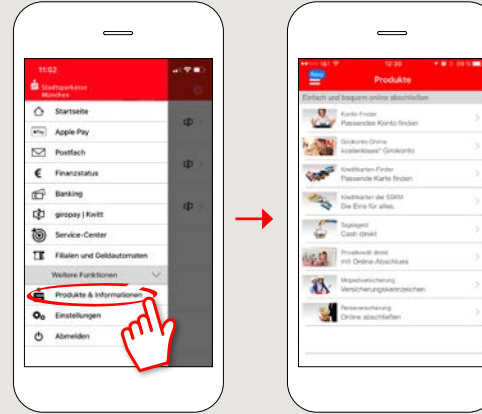 11:52
Stadtsparkasse
München
Startseite
Pay
Apple Pay
Postfach
Finanzstatus
Banking
giropay | Kwitt
Service-Center
Filialen und Geldautomaten
Weitere Funktionen
Produkte & Informationen
Einstellungen
Abmelden
12:30
Produkte
Einfach und bequem online abschließen
Konto-Finder
Passendes Konto finden
Girokonto Online
kostenloses* Girokonto
Kreditkarten-Finder
Passende Karte finden
Kreditkarten der SSKM
Die Eine für alles.
Tagesgeld
Cash direkt
Privatkredit direkt
mit Online-Abschluss
Mopedversicherung
Versicherungskennzeichen
Reiseversicherung
Online abschließen